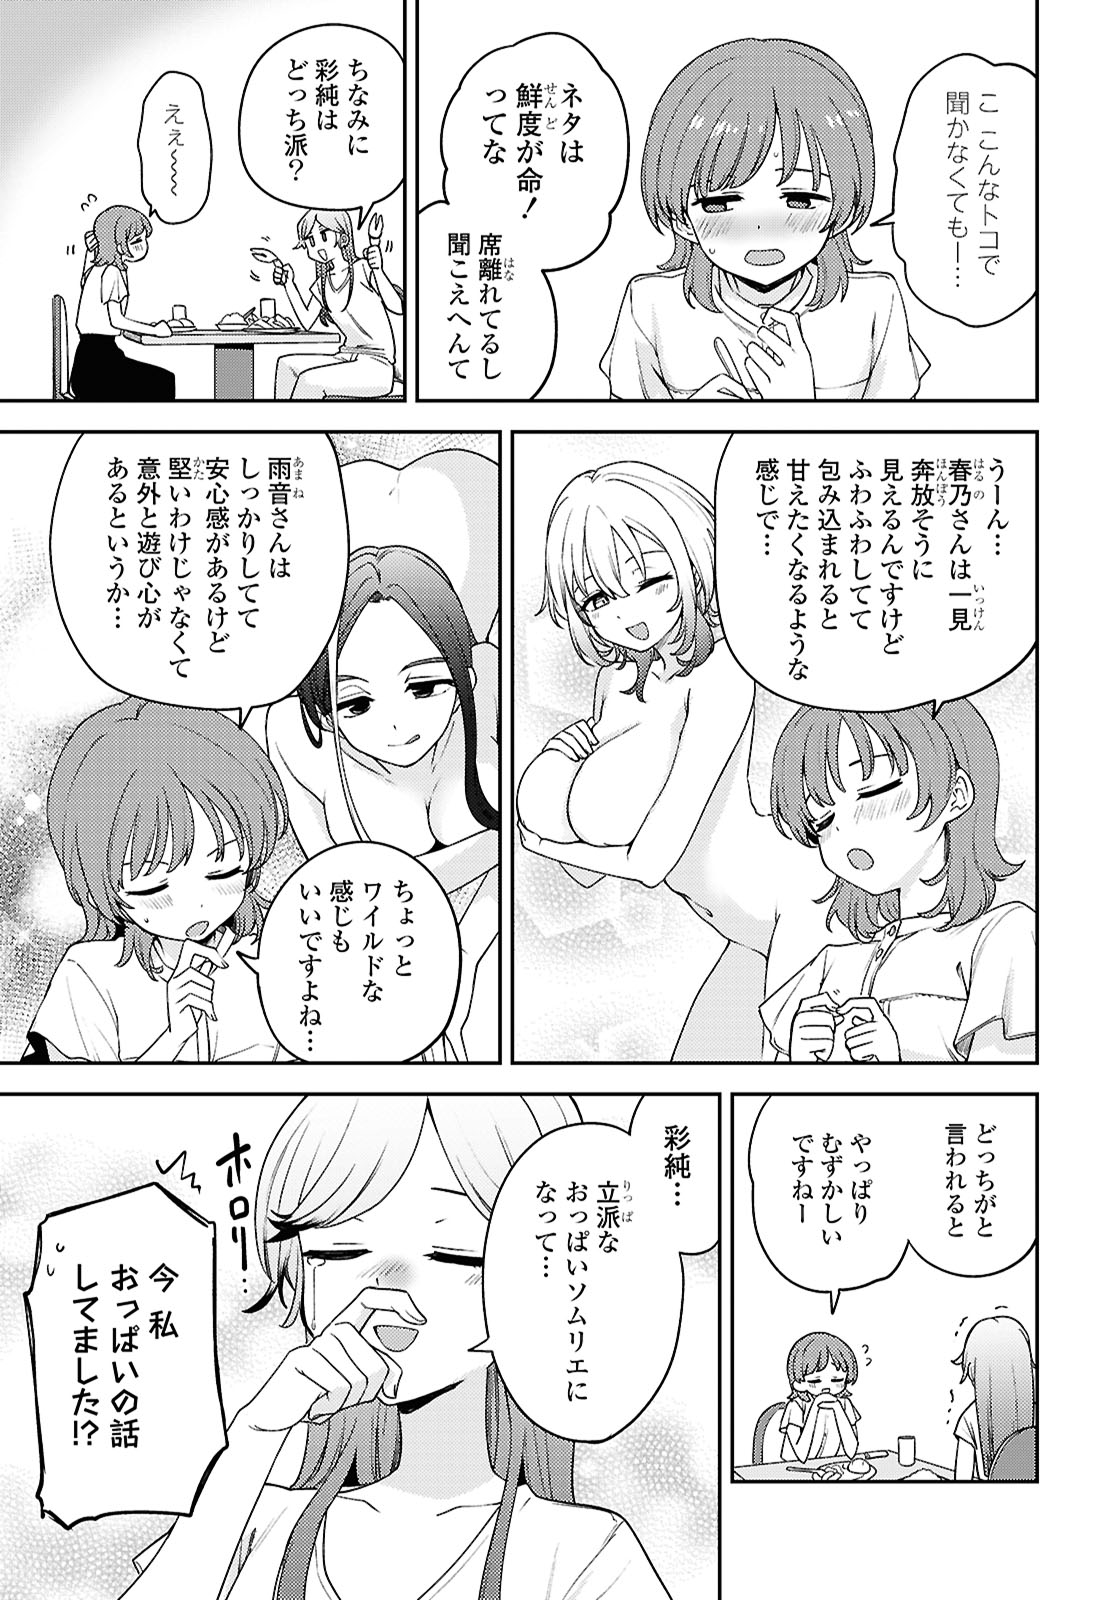 こ こんなトコで
聞かなくてもー…
ネタは
鮮度が命！
ってな
席離れてるし
聞こえへんて
ちなみに
彩純は
どっち派？
ええ〜〜〜
うーん…
春乃さんは一見
奔放そうに
見えるんですけど
ふわふわしてて
包み込まれると
甘えたくなるような
感じで…
雨音さんは
しっかりしてて
安心感があるけど
堅いわけじゃなくて
意外と遊び心が
あるというか…
ちょっと
ワイルドな
感じも
いいですよね…
どっちがと
言われると
やっぱり
むずかしい
ですねー
彩純…
立派な
おっぱいソムリエに
なって…
ホロリ…
今 私
おっぱいの話
してました!?